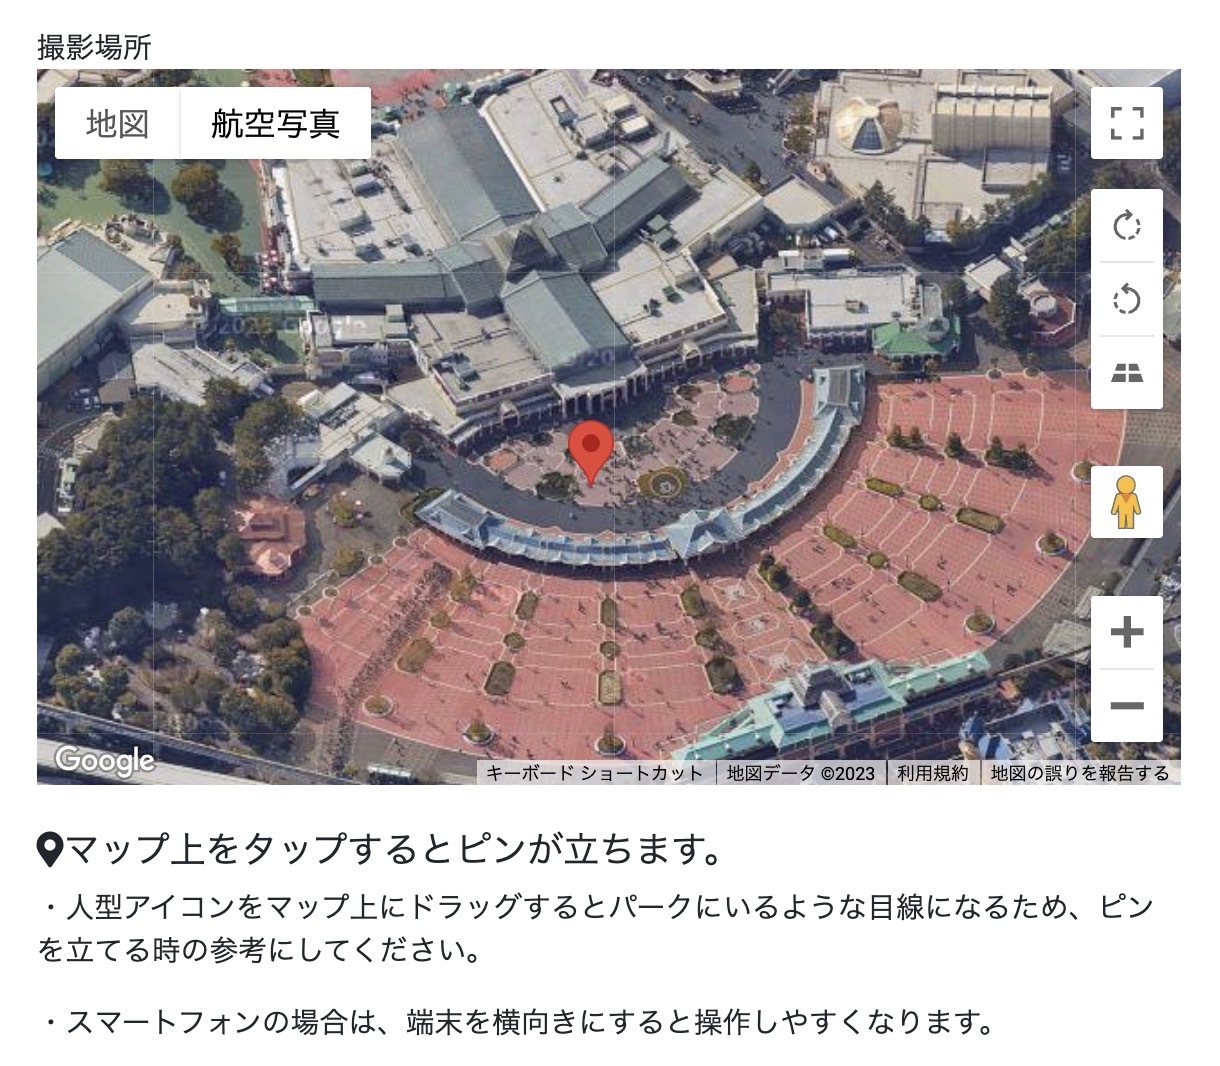 撮影場所
地図 航空写真
Google
キーボード ショートカット 地図データ ©2023 利用規約 地図の誤りを報告する
マップ上をタップするとピンが立ちます。
・人型アイコンをマップ上にドラッグするとパークにいるような目線になるため、ピン
を立てる時の参考にしてください。
・スマートフォンの場合は、端末を横向きにすると操作しやすくなります。